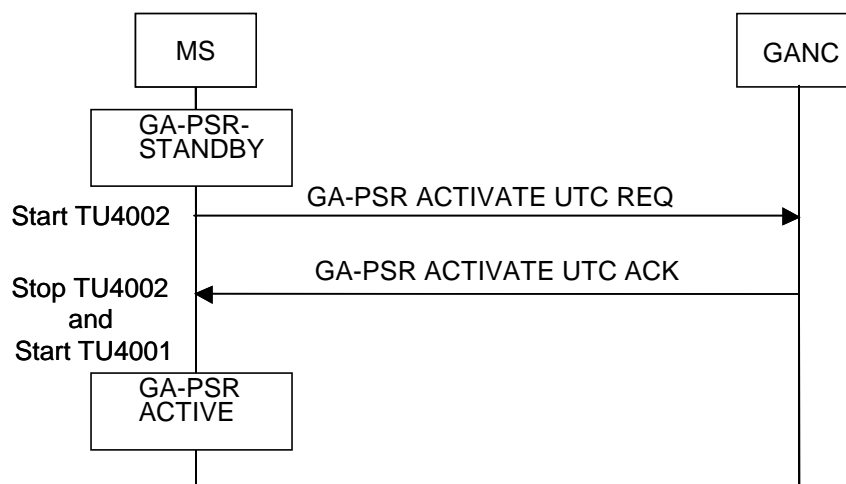 MS
GANC
GA-PSR-
STANDBY
GA-PSR ACTIVATE UTC REQ
Start TU4002
GA-PSR ACTIVATE UTC ACK
Stop TU4002
and
Start TU4001
GA-PSR
ACTIVE